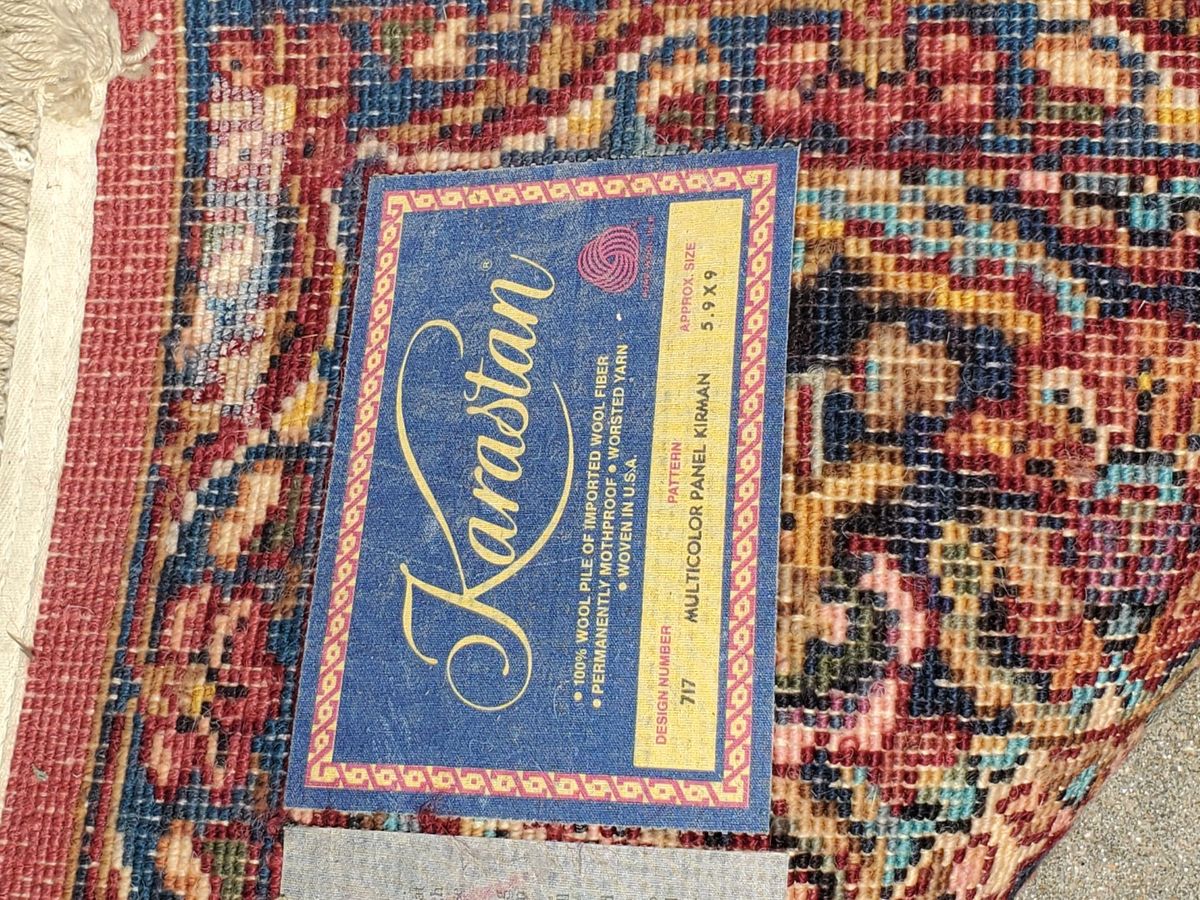 Karastan®
• 100% WOOL PILE OF IMPORTED WOOL FIBER
• PERMANENTLY MOTHPROOF • WORSTED YARN
• WOVEN IN U.S.A.
DESIGN NUMBER PATTERN APPROX. SIZE
717 MULTICOLOR PANEL KIRMAN 5.9 X 9